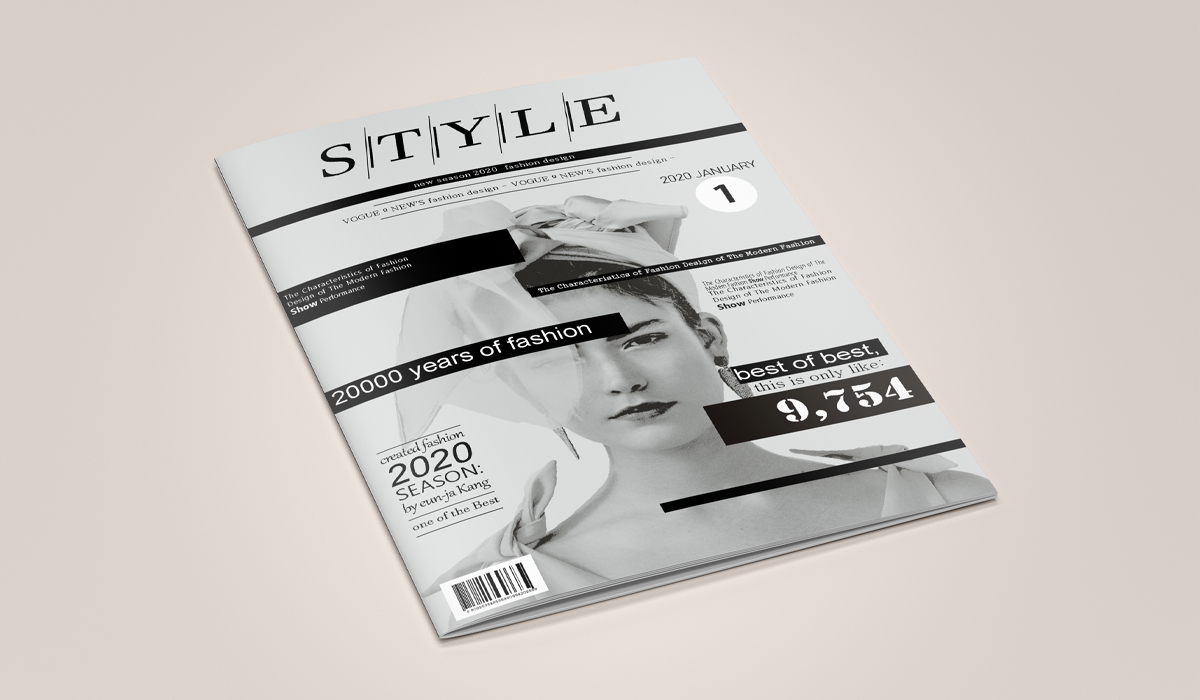 S|T|Y|L|E
new season 2020 fashion design
VOGUE & NEW'S fashion design - VOGUE & NEW'S fashion design -
2020 JANUARY
1
The Characteristics of Fashion
Design of The Modern Fashion
Show Performance
The Characteristics of Fashion Design of The Modern Fashion
The Characteristics of Fashion Design of The
Modern Fashion Show Performance
The Characteristics of Fashion
Design of The Modern Fashion
Show Performance
20000 years of fashion
best of best,
this is only like:
9,754
created fashion
2020
SEASON:
by eun-ja Kang
one of the Best